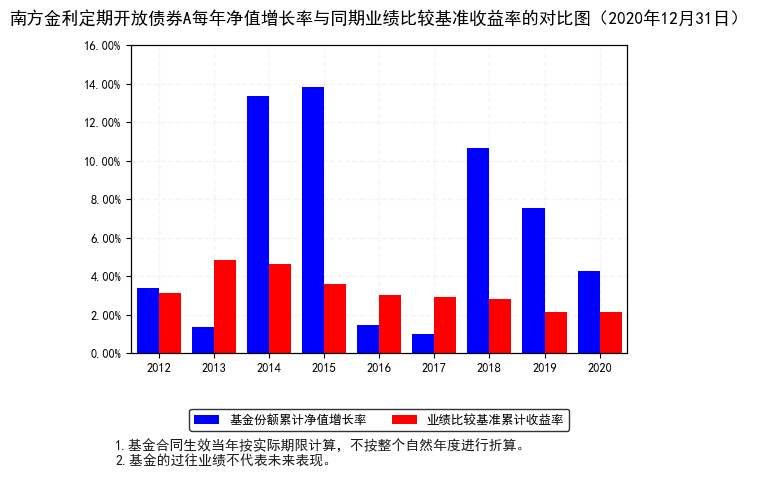 南方金利定期开放债券A每年净值增长率与同期业绩比较基准收益率的对比图（2020年12月31日）
16.00%
14.00%
12.00%
10.00%
8.00%
6.00%
4.00%
2.00%
0.00%
2012 2013 2014 2015 2016 2017 2018 2019 2020
基金份额累计净值增长率 业绩比较基准累计收益率
1.基金合同生效当年按实际期限计算，不按整个自然年度进行折算。
2.基金的过往业绩不代表未来表现。